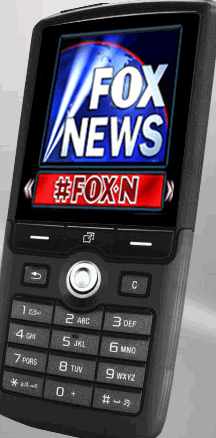 FOX
NEWS
« #FOX•N »
C
1 2 ABC 3 DEF
4 GHI 5 JKL 6 MNO
7 PQRS 8 TUV 9 WXYZ
* a/A 0 + #